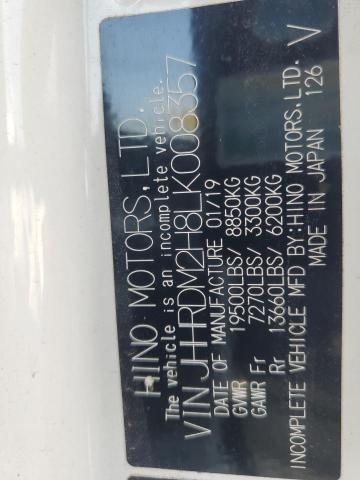 HINO MOTORS, LTD.
The vehicle is an incomplete vehicle.
VIN JHHRDM2H8LK008357
DATE OF MANUFACTURE 01/19
GVWR 19500LBS/ 8850KG
GAWR Fr 7270LBS/ 3300KG
Rr 13660LBS/ 6200KG
INCOMPLETE VEHICLE MFD BY:HINO MOTORS,LTD.
MADE IN JAPAN 126 V